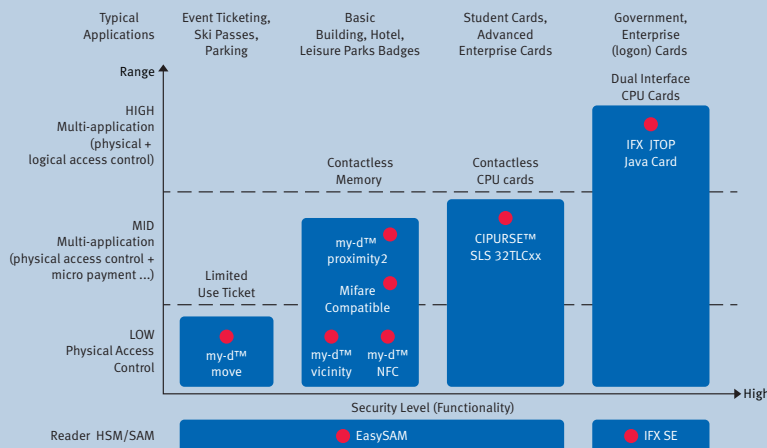 Typical
Applications
Event Ticketing,
Ski Passes,
Parking
Basic
Building, Hotel,
Leisure Parks Badges
Student Cards,
Advanced
Enterprise Cards
Government,
Enterprise
(logon) Cards
Range
Dual Interface
CPU Cards
HIGH
Multi-application
(physical +
logical access control)
IFX JTOP
Java Card
Contactless
Memory
Contactless
CPU cards
MID
Multi-application
(physical access control +
micro payment ...)
my-d™
proximity2
CIPURSE™
SLS 32TLCxx
Limited
Use Ticket
Mifare
Compatible
LOW
Physical Access
Control
my-d™
move
my-d™
vicinity
my-d™
NFC
High
Security Level (Functionality)
Reader HSM/SAM
EasySAM
IFX SE